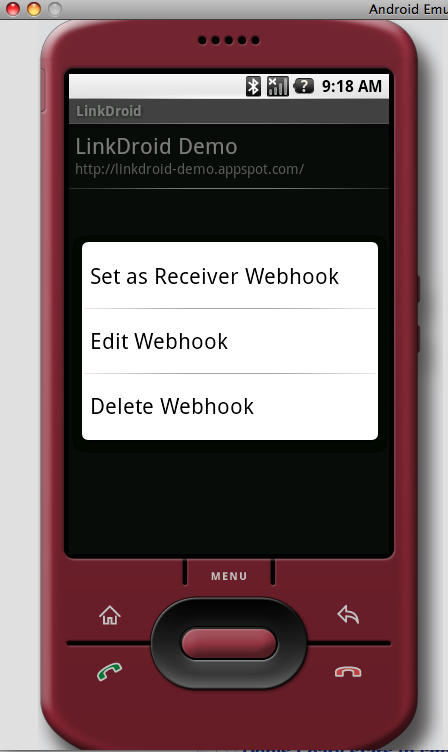 Android Emu
9:18 AM
LinkDroid
LinkDroid Demo
http://linkdroid-demo.appspot.com/
Set as Receiver Webhook
Edit Webhook
Delete Webhook
MENU